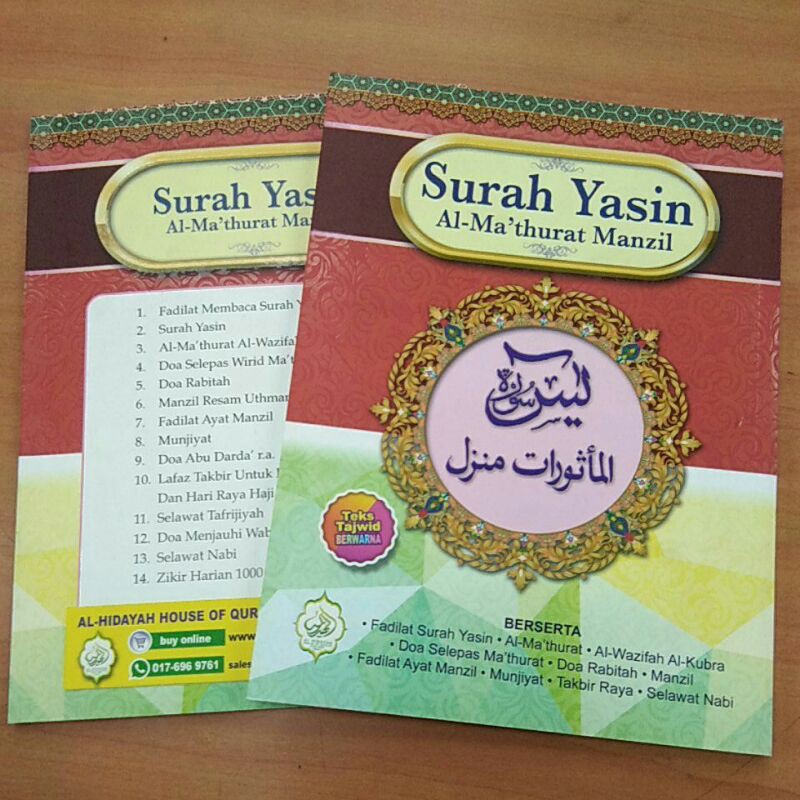 Surah Yas
Al-Ma'thurat Man
1. Fadilat Membaca Surah Y
2. Surah Yasin
3. Al-Ma'thurat Al-Wazifa
4. Doa Selepas Wirid Ma't
5. Doa Rabitah
6. Manzil Resam Uthman
7. Fadilat Ayat Manzil
8. Munjiyat
9. Doa Abu Darda' r.a.
10. Lafaz Takbir Untuk
Dan Hari Raya Haji
11. Selawat Tafrijiyah
12. Doa Menjauhi Wab
13. Selawat Nabi
14. Zikir Harian 1000
AL-HIDAYAH HOUSE OF QUR
buy online www.
017-696 9761 sales
Surah Yasin
Al-Ma'thurat Manzil
سورة يس
المأثورات منزل
Teks
Tajwid
BERWARNA
BERSERTA
• Fadilat Surah Yasin • Al-Ma'thurat • Al-Wazifah Al-Kubra
• Doa Selepas Ma'thurat • Doa Rabitah • Manzil
• Fadilat Ayat Manzil • Munjiyat • Takbir Raya • Selawat Nabi